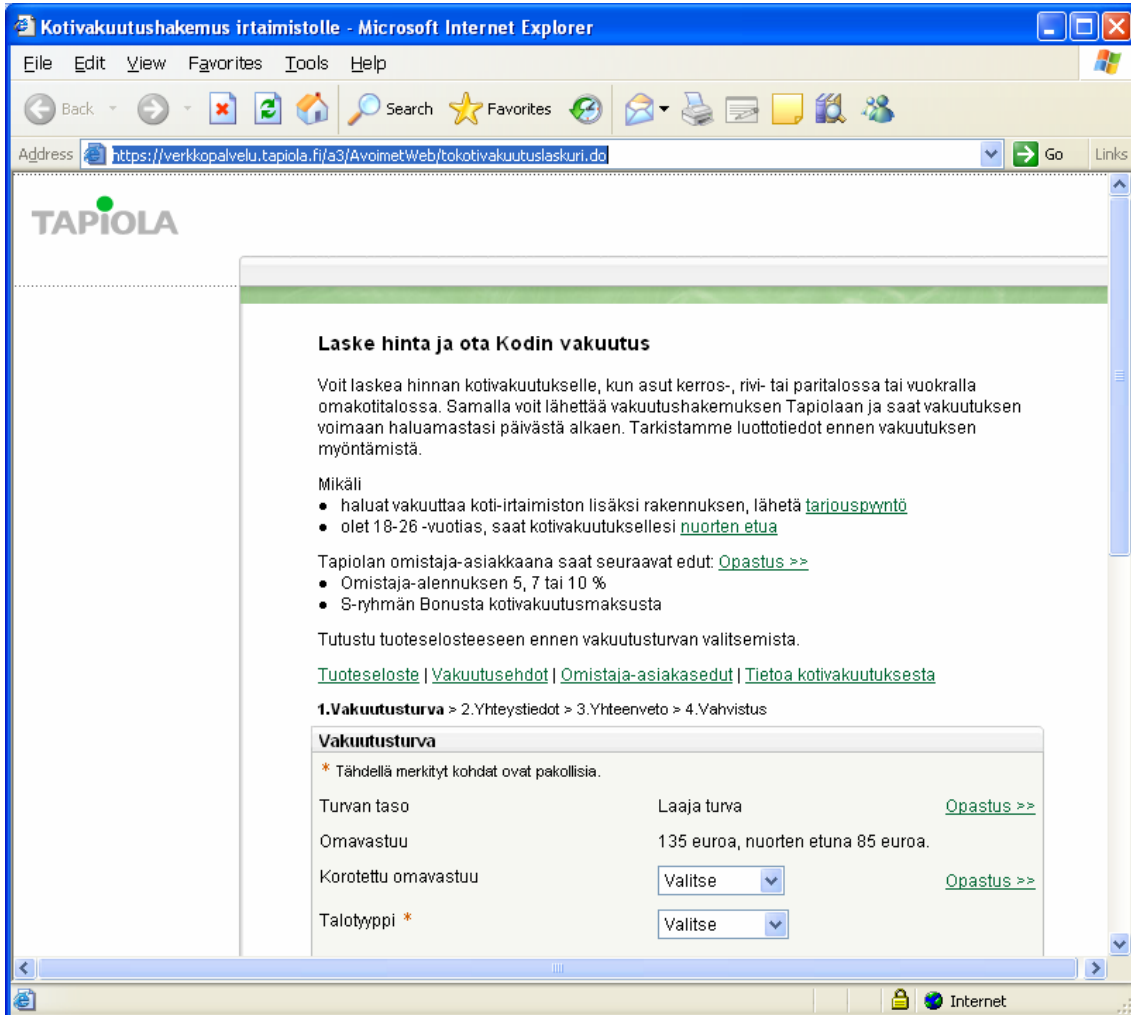 Kotivakuutushakemus irtaimistolle - Microsoft Internet Explorer
File Edit View Favorites Tools Help
Back Search Favorites
Address https://verkkopalvelu.tapiola.fi/a3/AvoimetWeb/tokotivakuutuslaskuri.do Go Links
TAPIOLA
Laske hinta ja ota Kodin vakuutus
Voit laskea hinnan kotivakuutukselle, kun asut kerros-, rivi- tai paritalossa tai vuokralla
omakotitalossa. Samalla voit lähettää vakuutushakemuksen Tapiolaan ja saat vakuutuksen
voimaan haluamastasi päivästä alkaen. Tarkistamme luottotiedot ennen vakuutuksen
myöntämistä.
Mikäli
● haluat vakuuttaa koti-irtaimiston lisäksi rakennuksen, lähetä tarjouspyyntö
● olet 18-26 -vuotias, saat kotivakuutuksellesi nuorten etua
Tapiolan omistaja-asiakkaana saat seuraavat edut: Opastus >>
● Omistaja-alennuksen 5, 7 tai 10 %
● S-ryhmän Bonusta kotivakuutusmaksusta
Tutustu tuoteselosteeseen ennen vakuutusturvan valitsemista.
Tuoteseloste | Vakuutusehdot | Omistaja-asiakasedut | Tietoa kotivakuutuksesta
1.Vakuutusturva > 2.Yhteystiedot > 3.Yhteenveto > 4.Vahvistus
Vakuutusturva
* Tähdellä merkityt kohdat ovat pakollisia.
Turvan taso Laaja turva Opastus >>
Omavastuu 135 euroa, nuorten etuna 85 euroa.
Korotettu omavastuu Valitse Opastus >>
Talotyyppi * Valitse
Internet